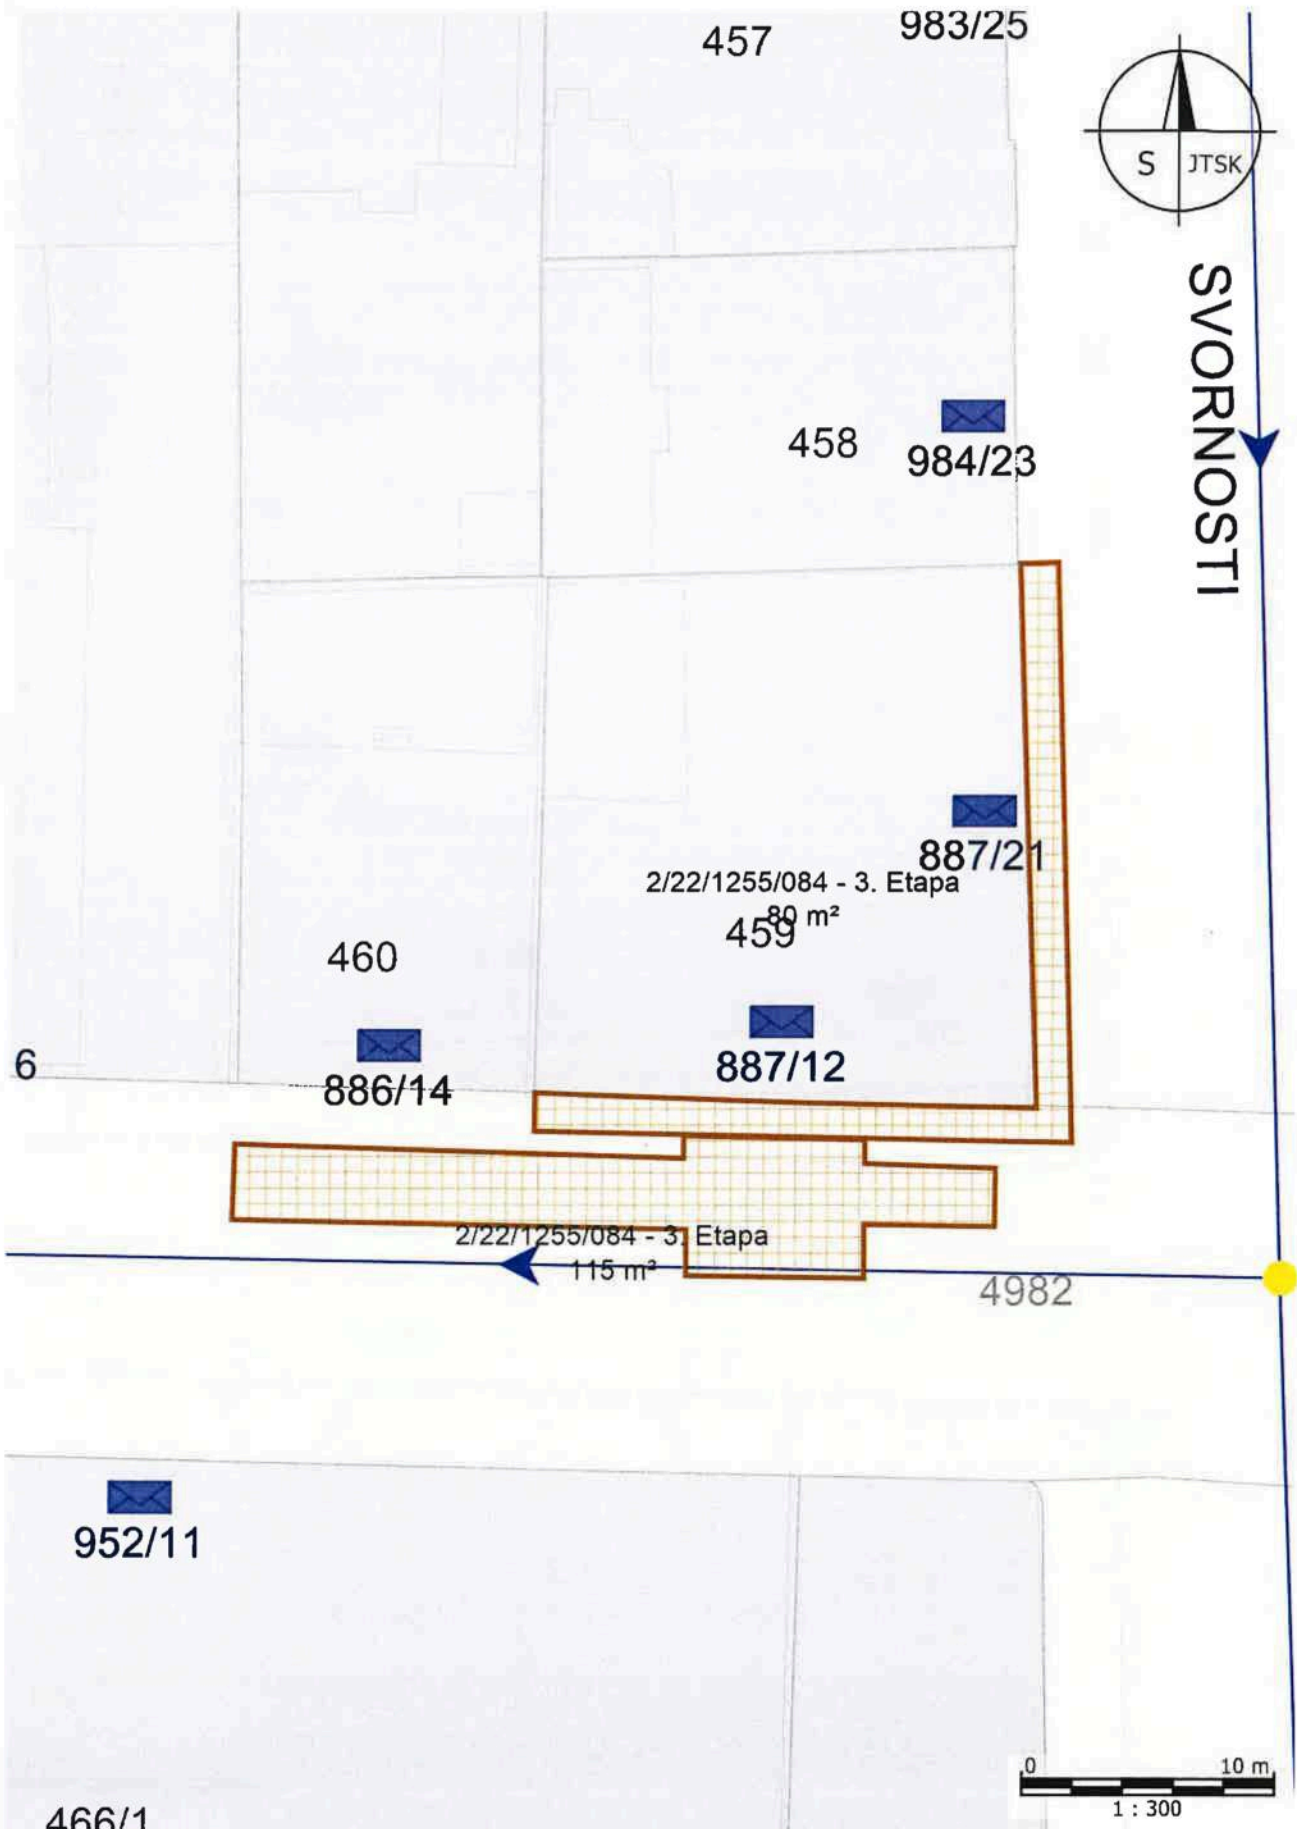 457
983/25
S JTSK
SVORNOSTI
458
984/23
887/21
2/22/1255/084 - 3. Etapa
80 m²
459
460
887/12
6
886/14
2/22/1255/084 - 3. Etapa
115 m²
4982
952/11
0 10 m
1 : 300
466/1